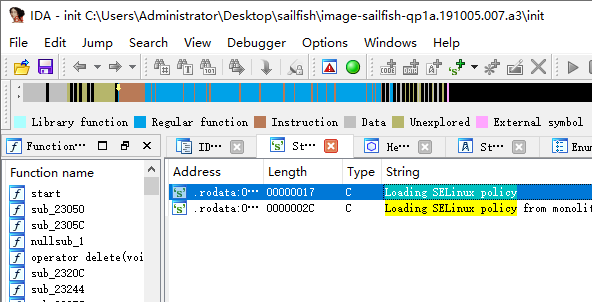 IDA - init C:\Users\Administrator\Desktop\sailfish\image-sailfish-qp1a.191005.007.a3\init
File Edit Jump Search View Debugger Options Windows Help
Library function Regular function Instruction Data Unexplored External symbol
Function⋯ ID⋯ St⋯ He⋯ St⋯ Enum
Function name Address Length Type String
start .rodata:0⋯ 00000017 C Loading SELinux policy
sub_23050 .rodata:0⋯ 0000002C C Loading SELinux policy from monolit
sub_2305C
nullsub_1
operator delete(voi
sub_2320C
sub_23244